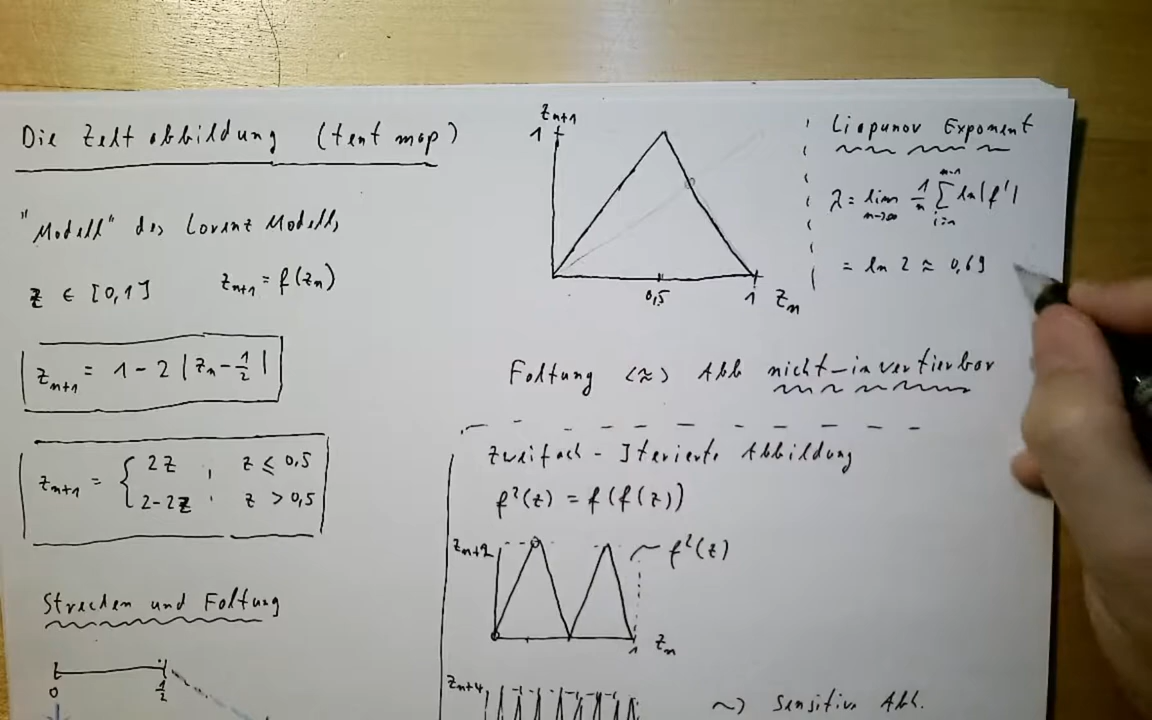 Die Zeltabbildung (tent map)
"Modell" des Lorenz Modells
z ∈ [0,1] z_{n+1} = f(z_n)
z_{n+1} = 1 - 2 | z_n - 1/2 |
z_{n+1} = { 2z , z ≤ 0,5
2-2z , z > 0,5
Strecken und Faltung
0 1/2
z_{n+1}
1
0,5 1 z_n
Liapunov Exponent
λ = lim_{n→∞} 1/n Σ_{i=n}^{n-1} ln|f'|
= ln 2 ≈ 0,69
Faltung (≈) Abb nicht-invertierbar
Zweifach-Iterierte Abbildung
f²(z) = f(f(z))
z_{n+2} f²(z)
1 z_n
z_{n+4}
~) Sensitive Abh.